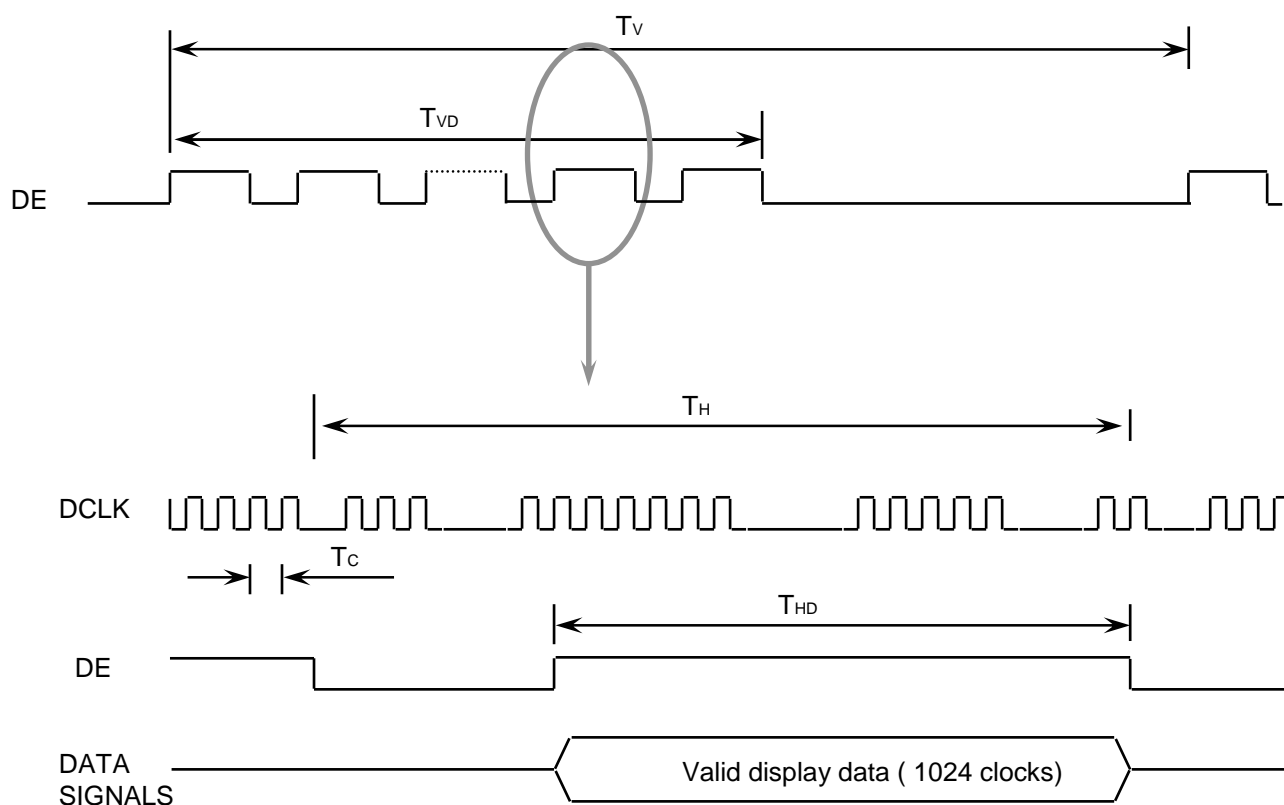 TV
TVD
DE
TH
DCLK
TC
THD
DE
DATA
SIGNALS
Valid display data ( 1024 clocks)